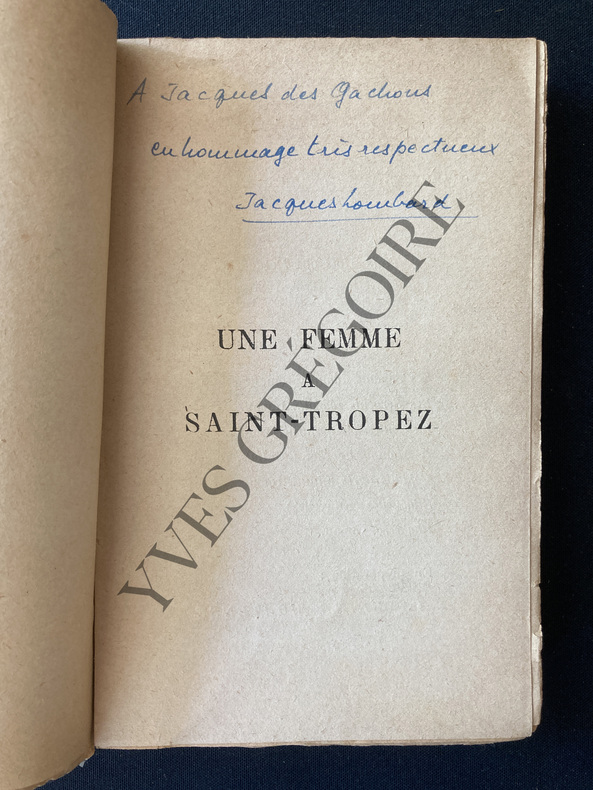 A Jacques des Gachons
en hommage très respectueux
Jacques Lombard
UNE FEMME
A
SAINT-TROPEZ
YVES GRÉGOIRE